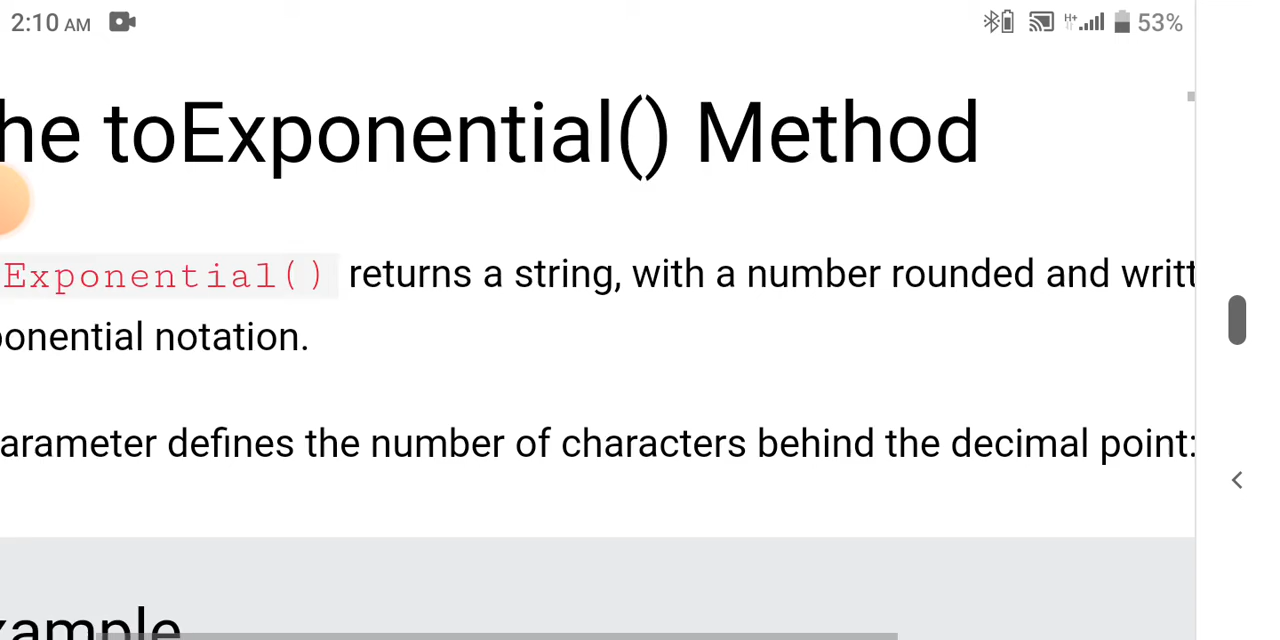 2:10 AM H+ 53%
he toExponential() Method
Exponential() returns a string, with a number rounded and writt
onential notation.
arameter defines the number of characters behind the decimal point:
xample